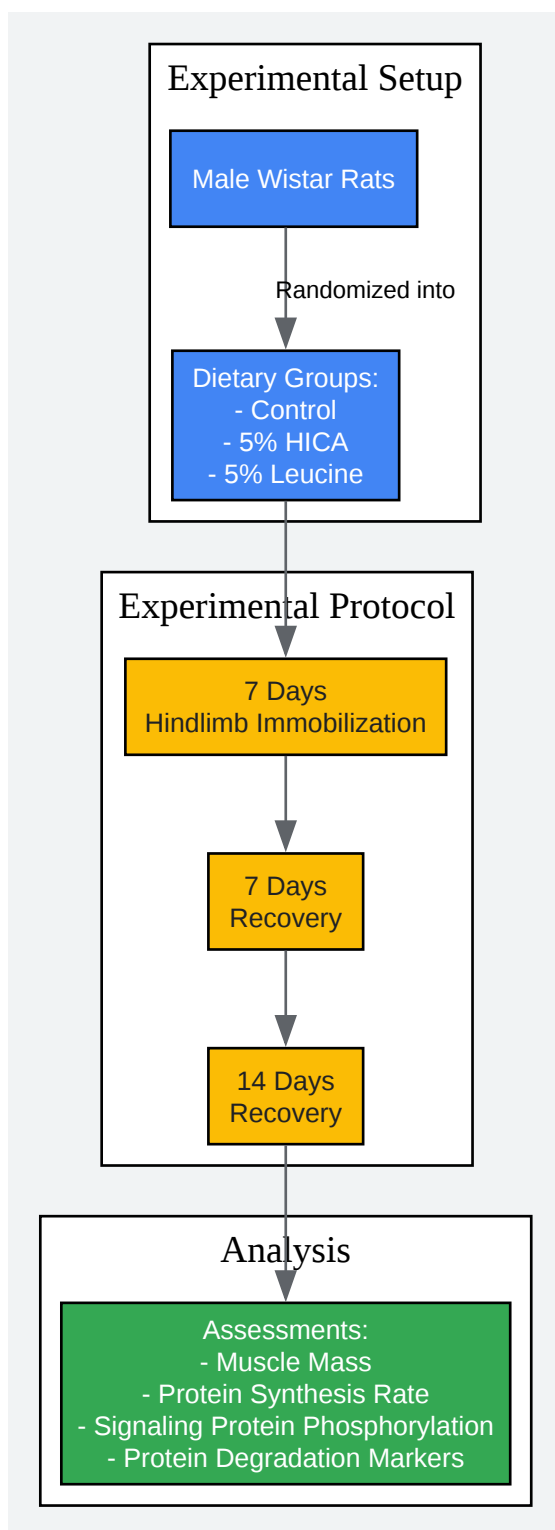 Experimental Setup
Male Wistar Rats
Randomized into
Dietary Groups:
- Control
- 5% HICA
- 5% Leucine
Experimental Protocol
7 Days
Hindlimb Immobilization
7 Days
Recovery
14 Days
Recovery
Analysis
Assessments:
- Muscle Mass
- Protein Synthesis Rate
- Signaling Protein Phosphorylation
- Protein Degradation Markers